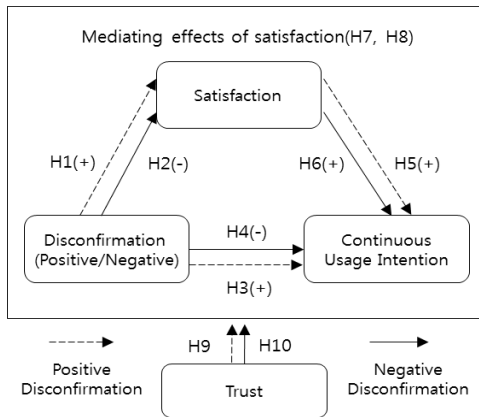 Mediating effects of satisfaction(H7, H8)
Satisfaction
H1(+)
H2(-)
H6(+)
H5(+)
Disconfirmation
(Positive/Negative)
H4(-)
H3(+)
Continuous
Usage Intention
H9
H10
Positive
Disconfirmation
Trust
Negative
Disconfirmation